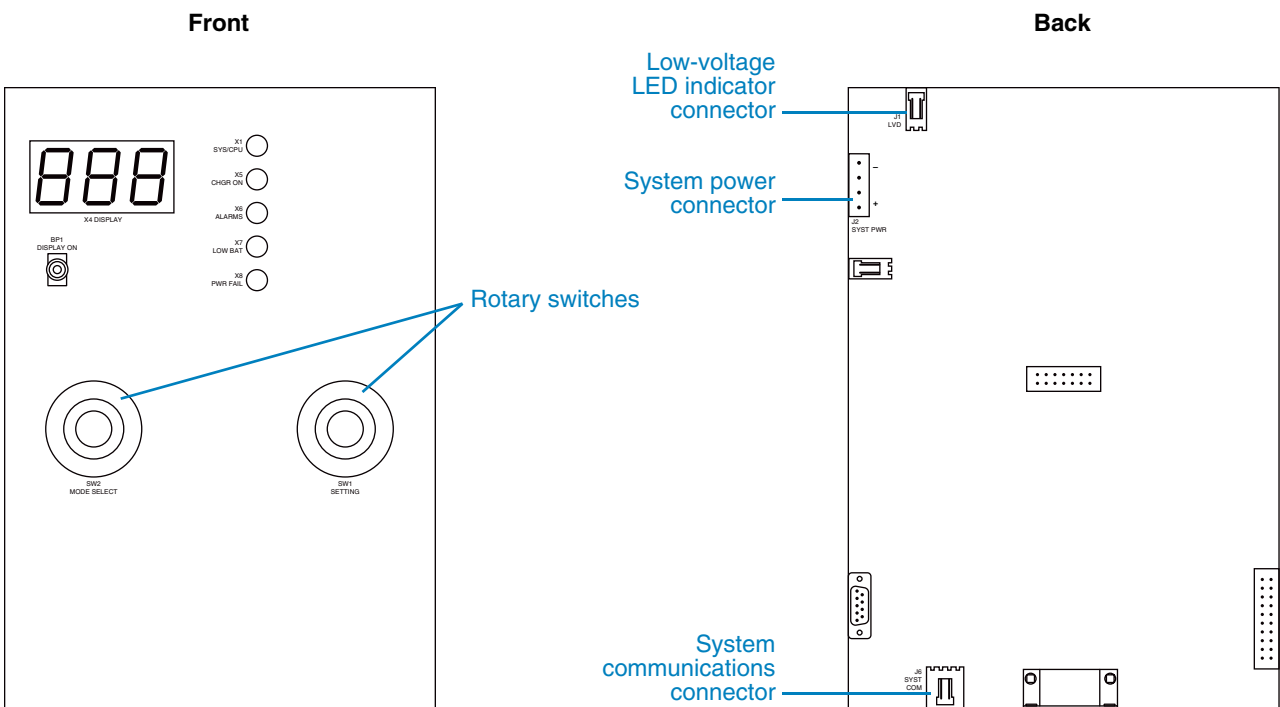 Front
Back
888
X4 DISPLAY
BP1
DISPLAY ON
X1
SYS/CPU
X5
CHGR ON
X6
ALARMS
X7
LOW BAT
X8
PWR FAIL
Rotary switches
SW2
MODE SELECT
SW1
SETTING
Low-voltage
LED indicator
connector
J1
LVD
System power
connector
–
+
J2
SYST PWR
System
communications
connector
J6
SYST
COM